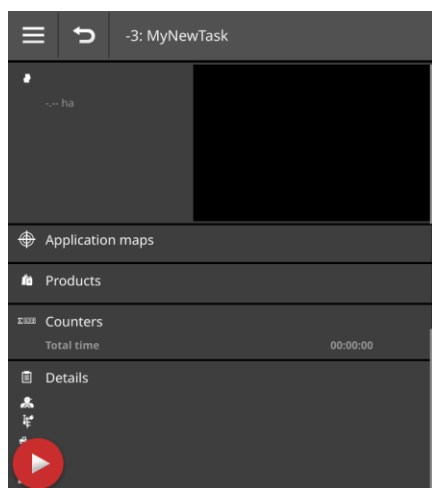 -3: MyNewTask
-.-- ha
Application maps
Products
Counters
Total time 00:00:00
Details